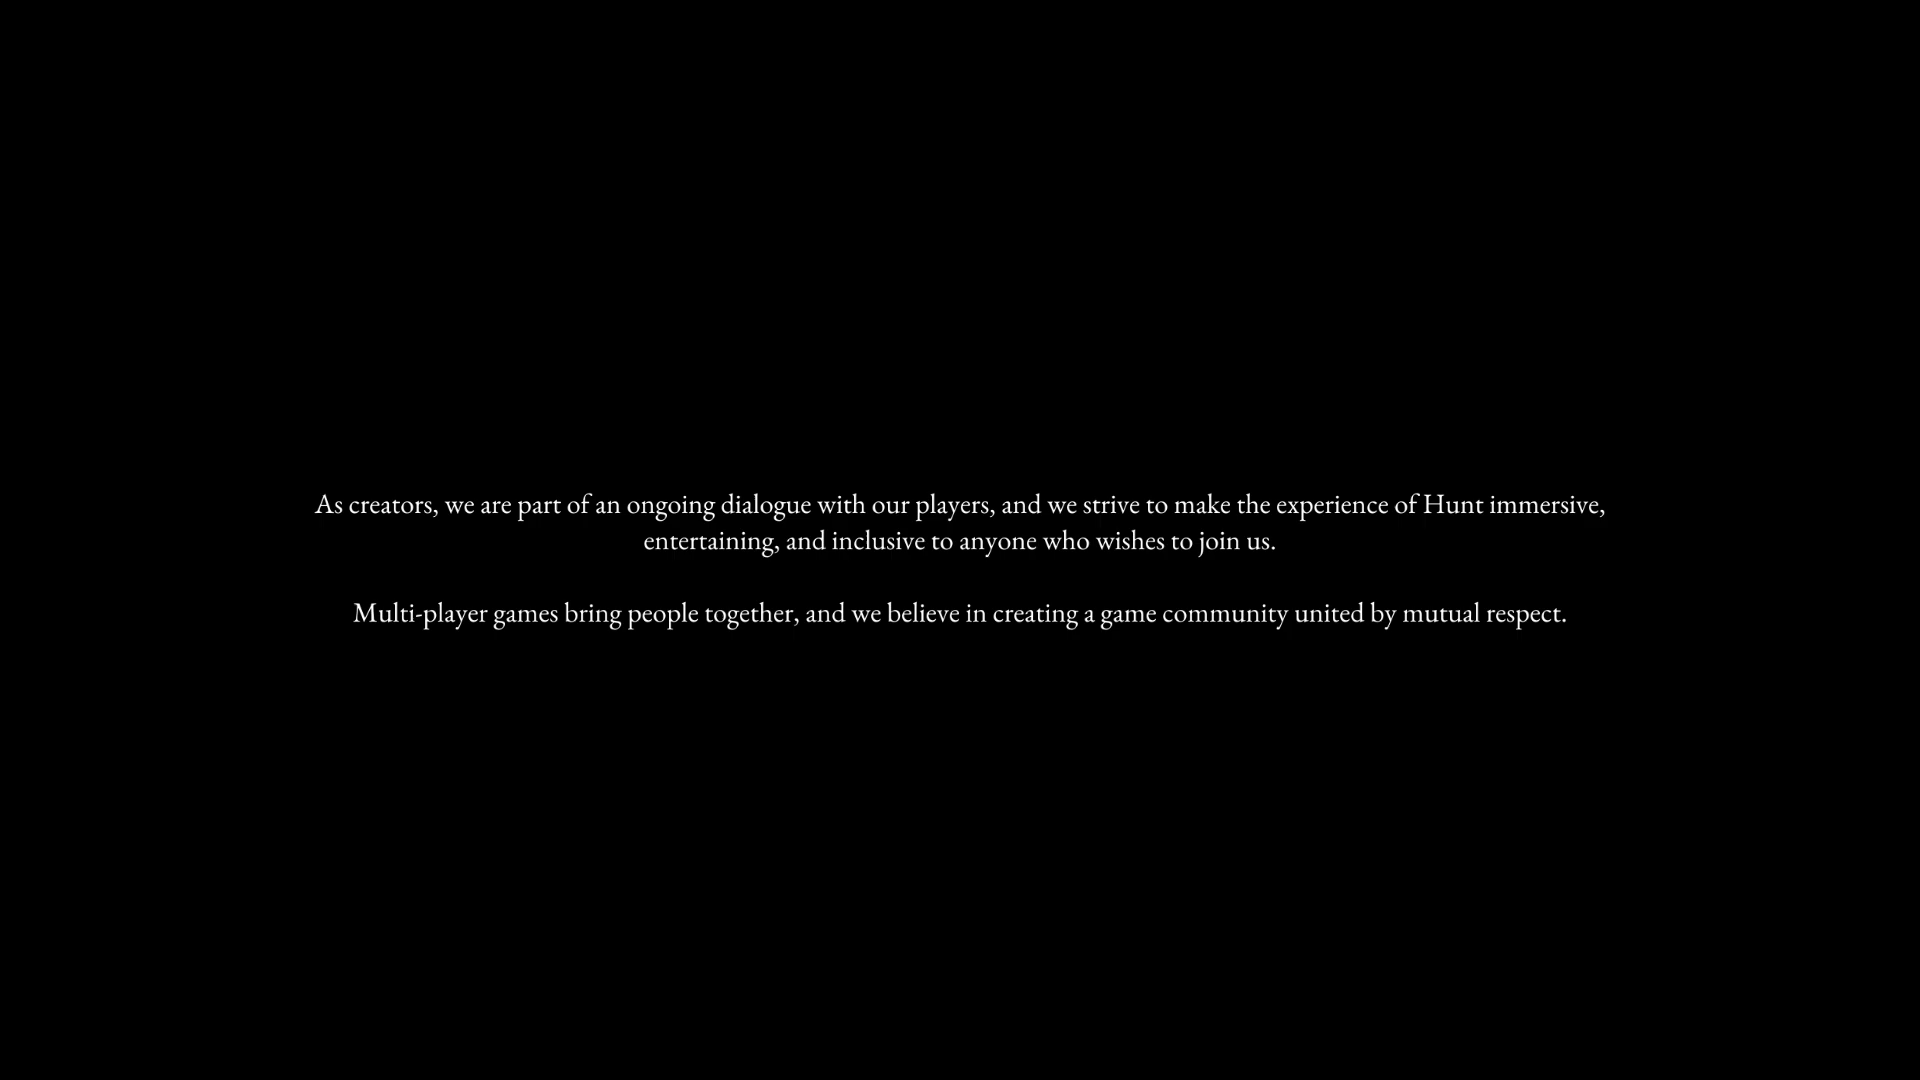 As creators, we are part of an ongoing dialogue with our players, and we strive to make the experience of Hunt immersive,
entertaining, and inclusive to anyone who wishes to join us.
Multi-player games bring people together, and we believe in creating a game community united by mutual respect.